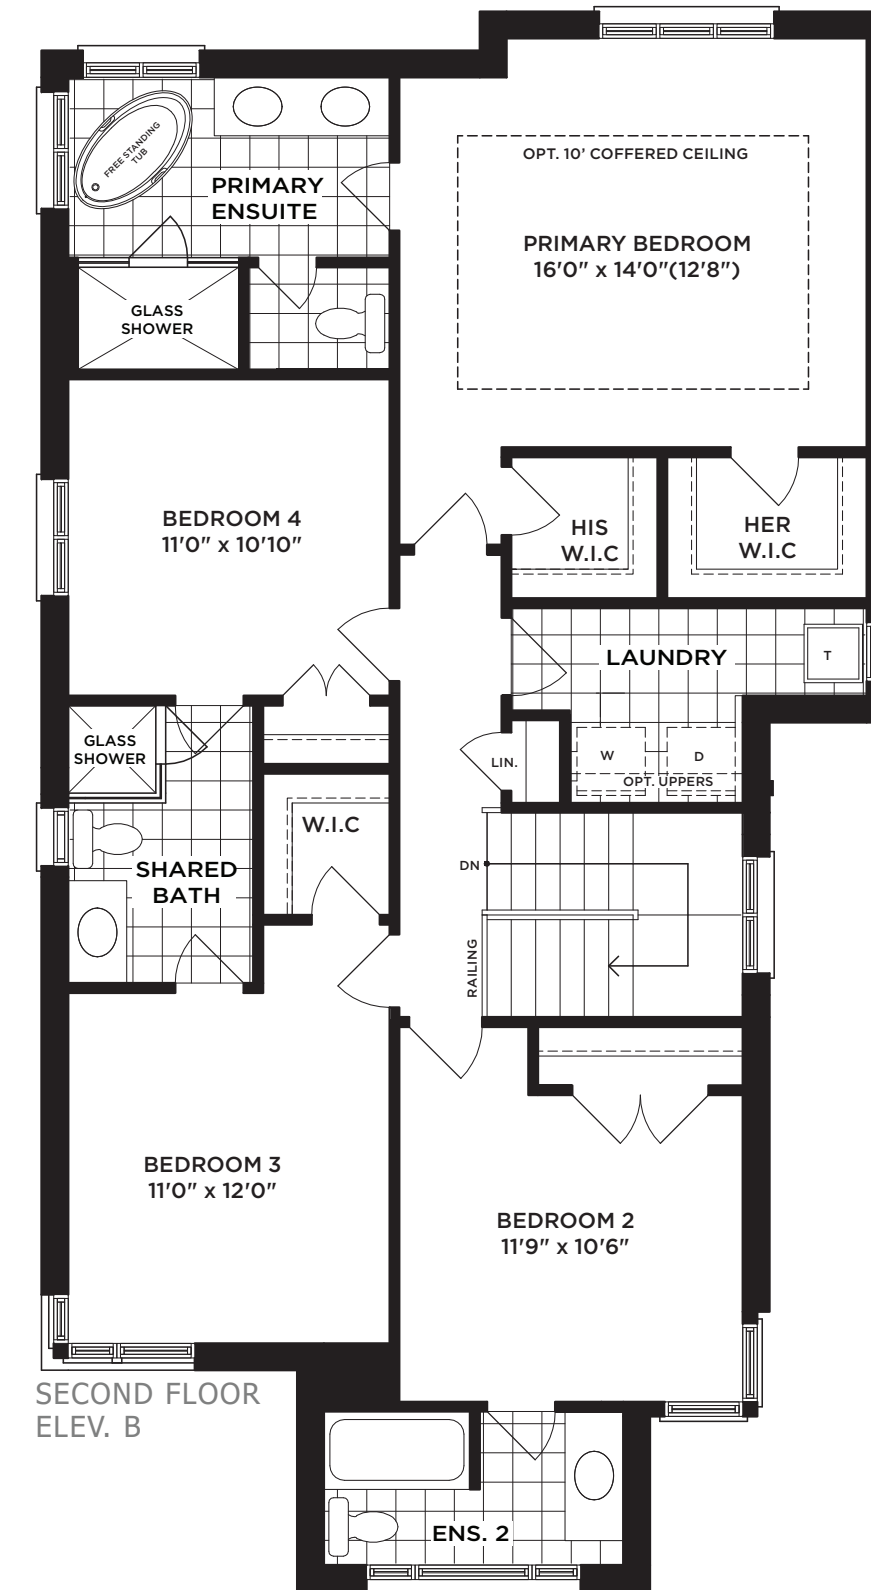 OPT. 10' COFFERED CEILING
FREE STANDING
TUB
PRIMARY
ENSUITE
PRIMARY BEDROOM
16'0" x 14'0"(12'8")
GLASS
SHOWER
BEDROOM 4
11'0" x 10'10"
HIS
W.I.C
HER
W.I.C
LAUNDRY
T
GLASS
SHOWER
LIN.
W
D
OPT. UPPERS
W.I.C
SHARED
BATH
DN
RAILING
BEDROOM 3
11'0" x 12'0"
BEDROOM 2
11'9" x 10'6"
SECOND FLOOR
ELEV. B
ENS. 2